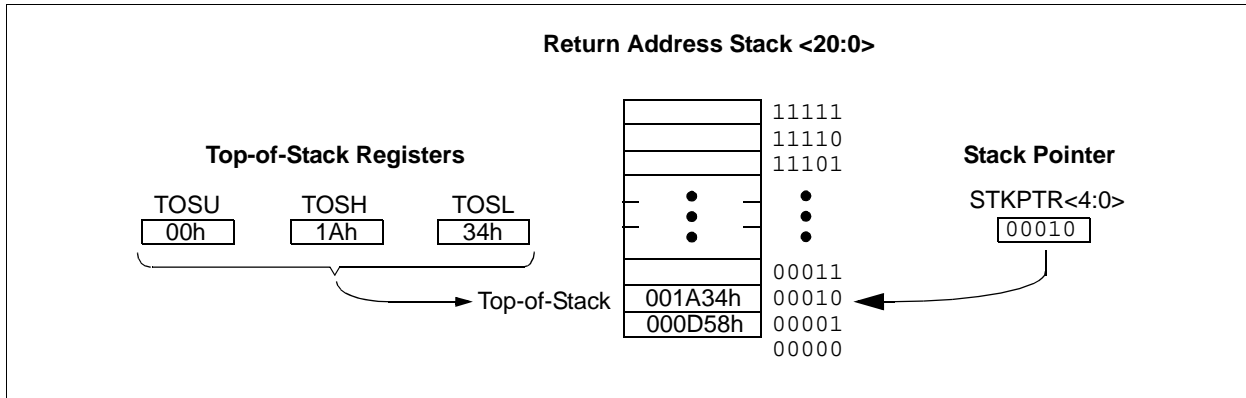 Return Address Stack <20:0>
11111
11110
11101
Top-of-Stack Registers
Stack Pointer
TOSU TOSH TOSL
STKPTR<4:0>
00h 1Ah 34h
00010
00011
Top-of-Stack 001A34h 00010
000D58h 00001
00000